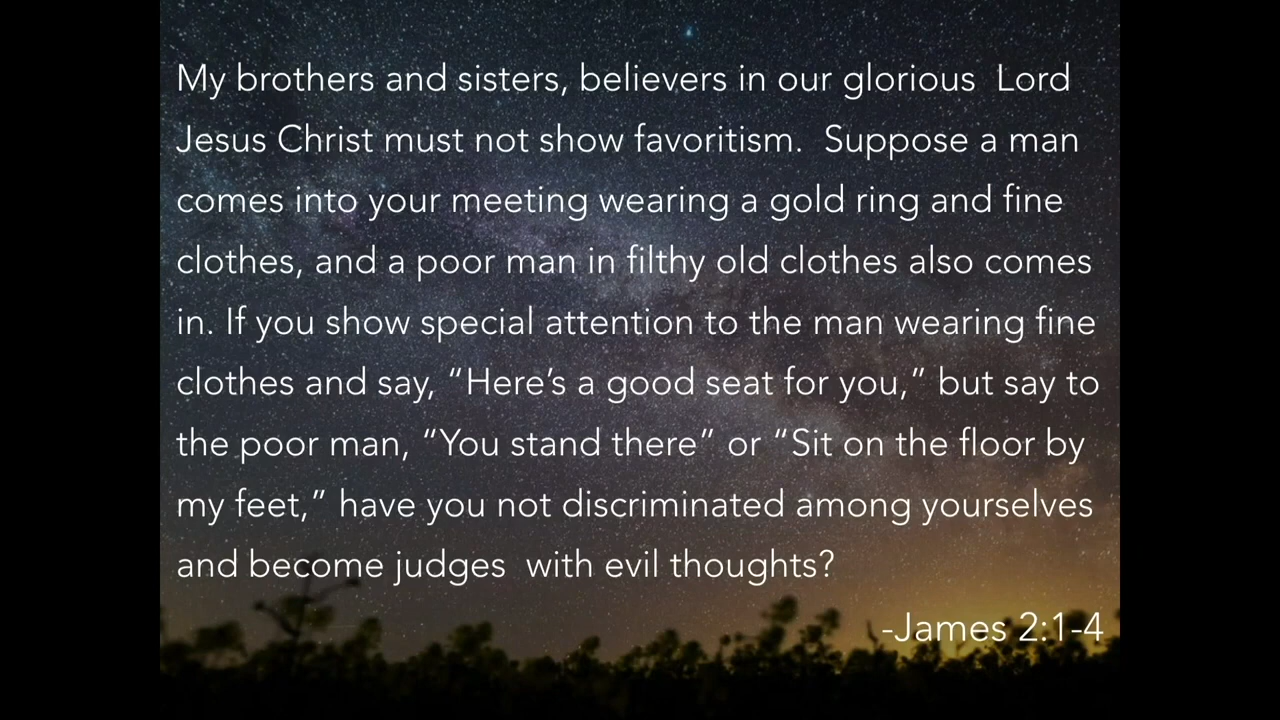 My brothers and sisters, believers in our glorious  Lord
Jesus Christ must not show favoritism.  Suppose a man
comes into your meeting wearing a gold ring and fine
clothes, and a poor man in filthy old clothes also comes
in. If you show special attention to the man wearing fine
clothes and say, “Here’s a good seat for you,” but say to
the poor man, “You stand there” or “Sit on the floor by
my feet,” have you not discriminated among yourselves
and become judges  with evil thoughts?
-James 2:1-4